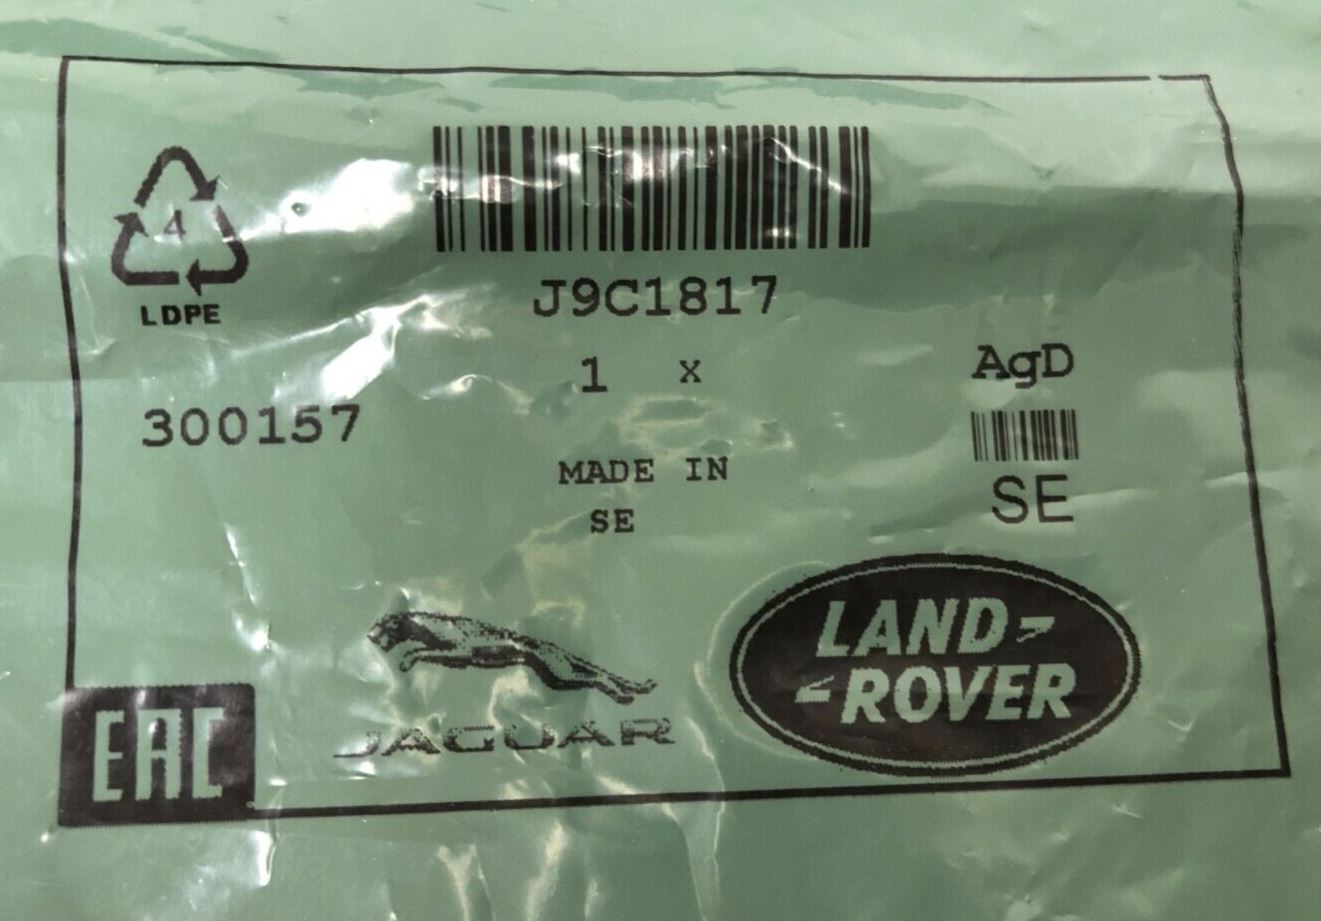 4
LDPE
J9C1817
1 x
AgD
300157
MADE IN
SE
SE
LAND-
-ROVER
JAGUAR
EAC